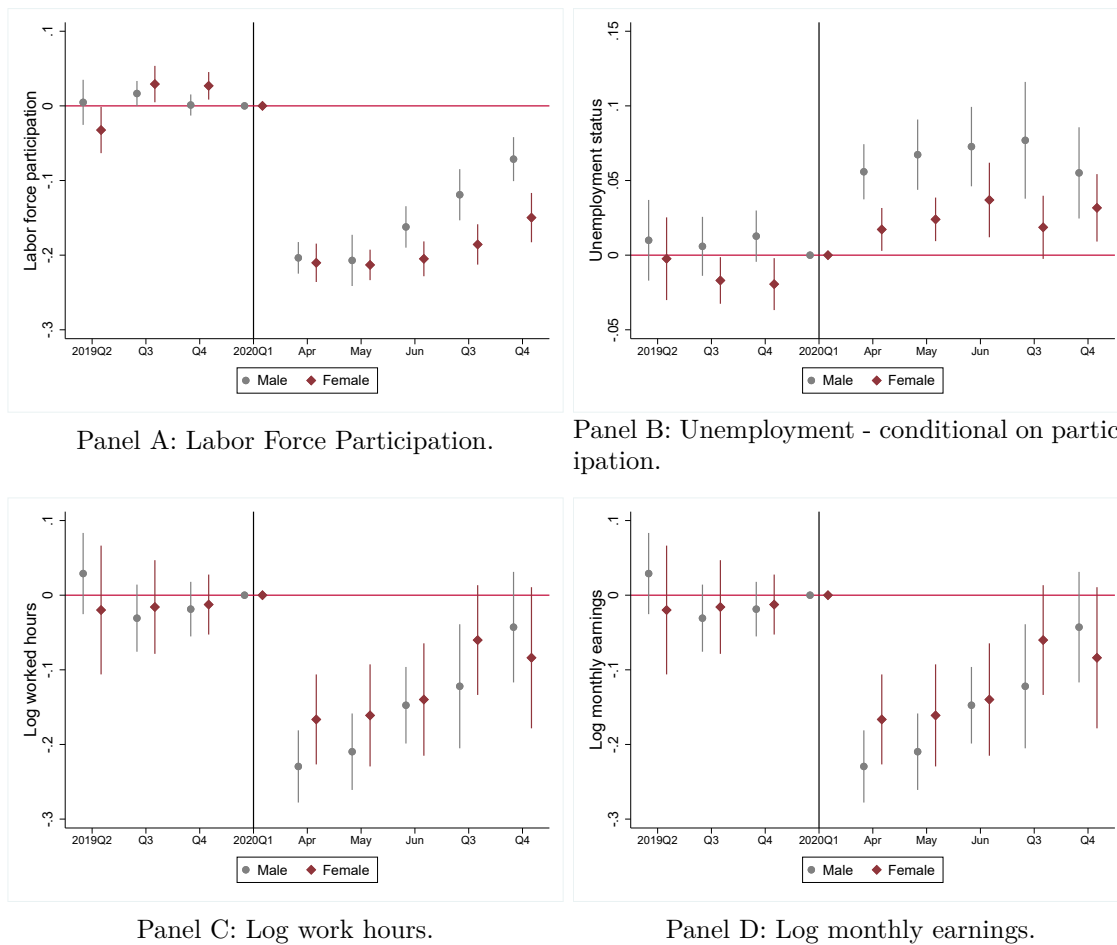 Labor force participation
.1
0
-.1
-.2
-.3
2019Q2 Q3 Q4 2020Q1 Apr May Jun Q3 Q4
Male Female
Panel A: Labor Force Participation.
Unemployment status
.15
.1
.05
0
-.05
2019Q2 Q3 Q4 2020Q1 Apr May Jun Q3 Q4
Male Female
Panel B: Unemployment - conditional on partic
ipation.
Log worked hours
.1
0
-.1
-.2
-.3
2019Q2 Q3 Q4 2020Q1 Apr May Jun Q3 Q4
Male Female
Panel C: Log work hours.
Log monthly earnings
.1
0
-.1
-.2
-.3
2019Q2 Q3 Q4 2020Q1 Apr May Jun Q3 Q4
Male Female
Panel D: Log monthly earnings.